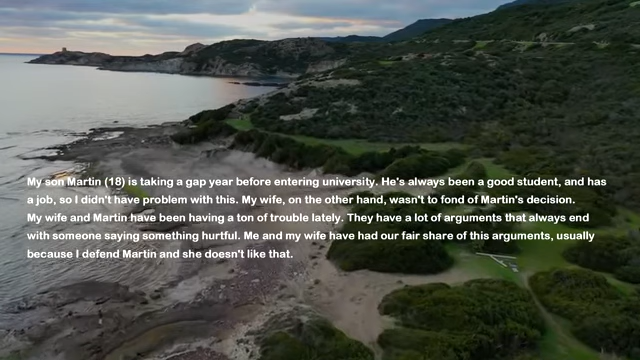 My son Martin (18) is taking a gap year before entering university. He's always been a good student, and has
a job, so I didn't have problem with this. My wife, on the other hand, wasn't to fond of Martin's decision.
My wife and Martin have been having a ton of trouble lately. They have a lot of arguments that always end
with someone saying something hurtful. Me and my wife have had our fair share of this arguments, usually
because I defend Martin and she doesn't like that.